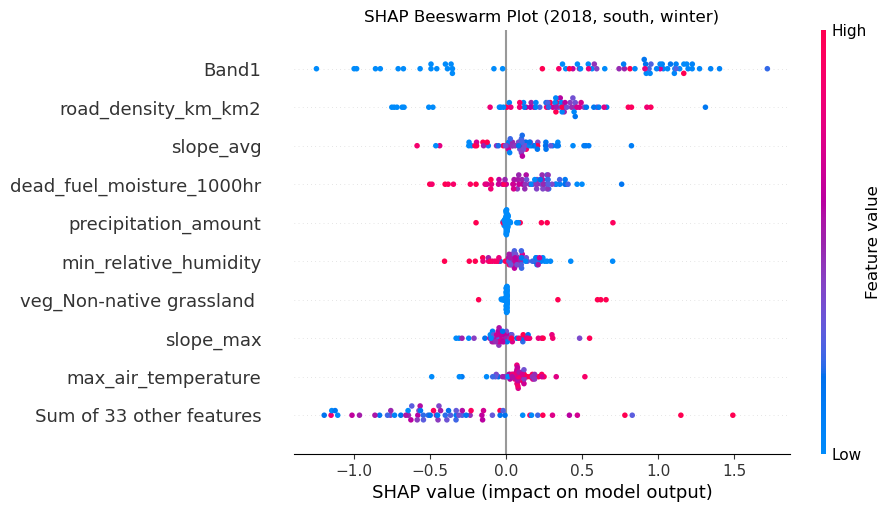 SHAP Beeswarm Plot (2018, south, winter)
High
Band1
road_density_km_km2
slope_avg
dead_fuel_moisture_1000hr
precipitation_amount
min_relative_humidity
veg_Non-native grassland
slope_max
max_air_temperature
Sum of 33 other features
Feature value
Low
−1.0 −0.5 0.0 0.5 1.0 1.5
SHAP value (impact on model output)